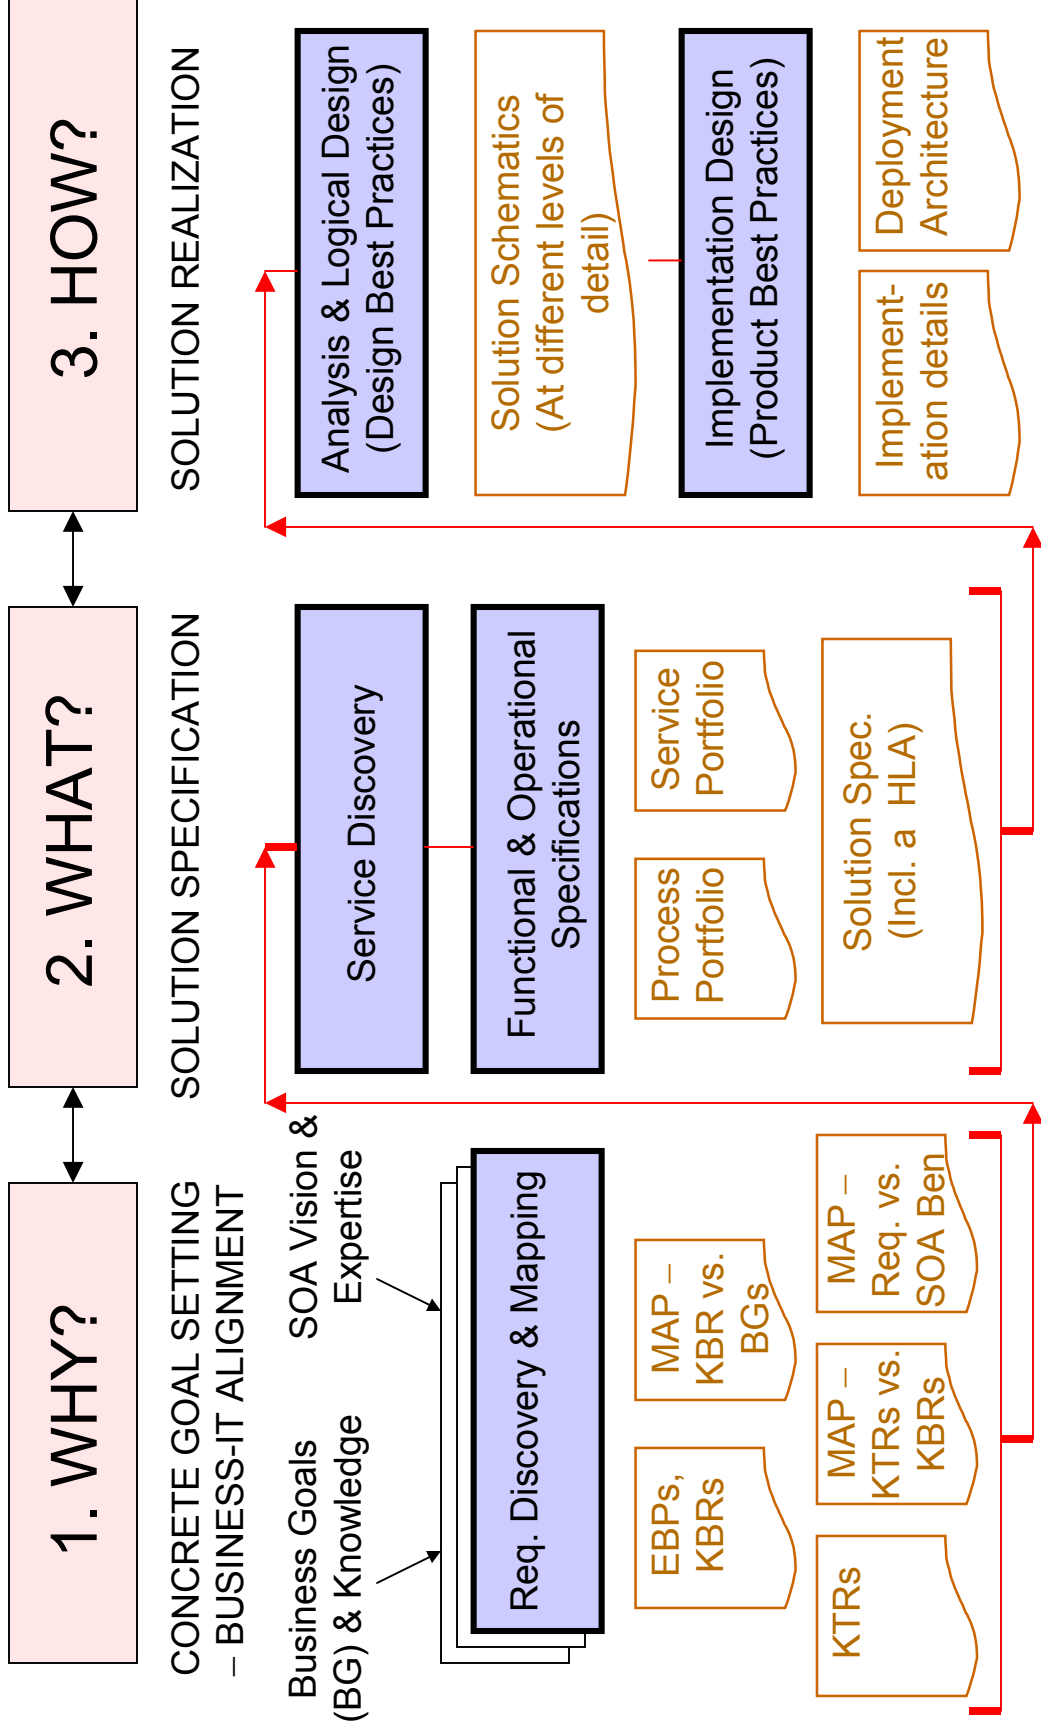 1. WHY?
CONCRETE GOAL SETTING
– BUSINESS-IT ALIGNMENT
Business Goals
(BG) & Knowledge
SOA Vision &
Expertise
Req. Discovery & Mapping
EBPs,
KBRs
MAP –
KBR vs.
BGs
KTRs
MAP –
KTRs vs.
KBRs
MAP –
Req. vs.
SOA Ben
2. WHAT?
SOLUTION SPECIFICATION
Service Discovery
Functional & Operational
Specifications
Process
Portfolio
Service
Portfolio
Solution Spec.
(Incl. a HLA)
3. HOW?
SOLUTION REALIZATION
Analysis & Logical Design
(Design Best Practices)
Solution Schematics
(At different levels of
detail)
Implementation Design
(Product Best Practices)
Implement-
ation details
Deployment
Architecture